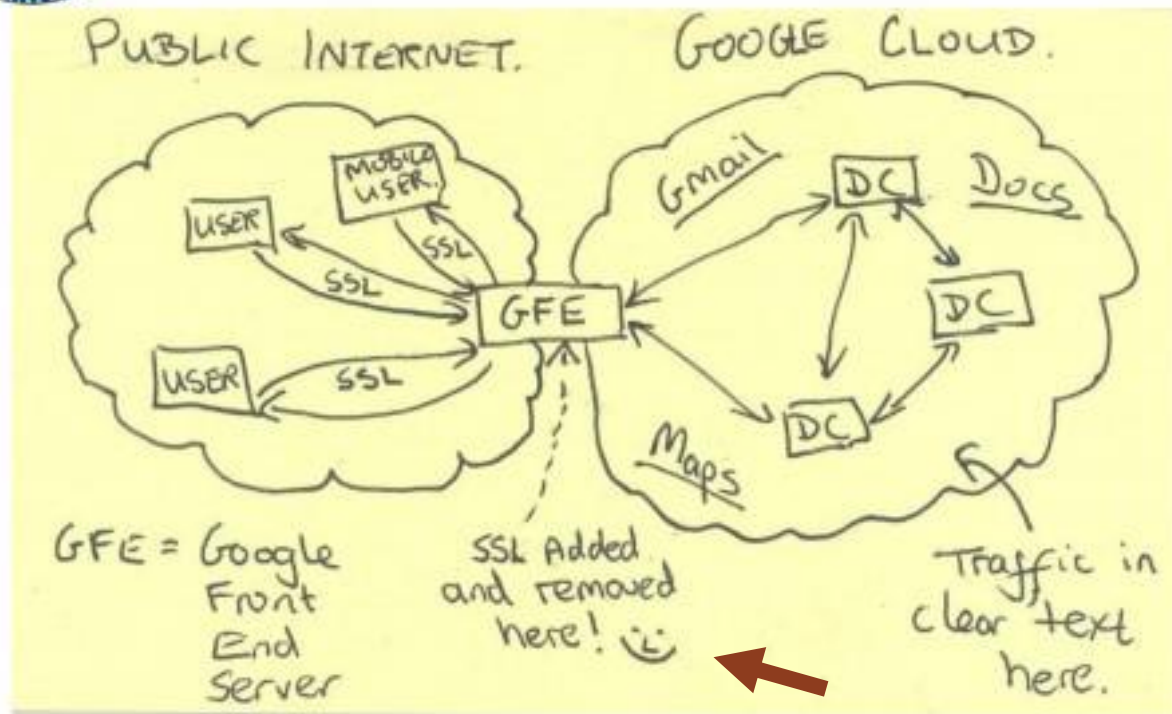 PUBLIC INTERNET.
GOOGLE CLOUD.
MOBILE
USER.
USER
SSL
SSL
USER
SSL
GFE
Gmail
DC
Docs
DC
DC
Maps
GFE = Google
Front
End
Server
SSL Added
and removed
here! :)
Traffic in
clear text
here.